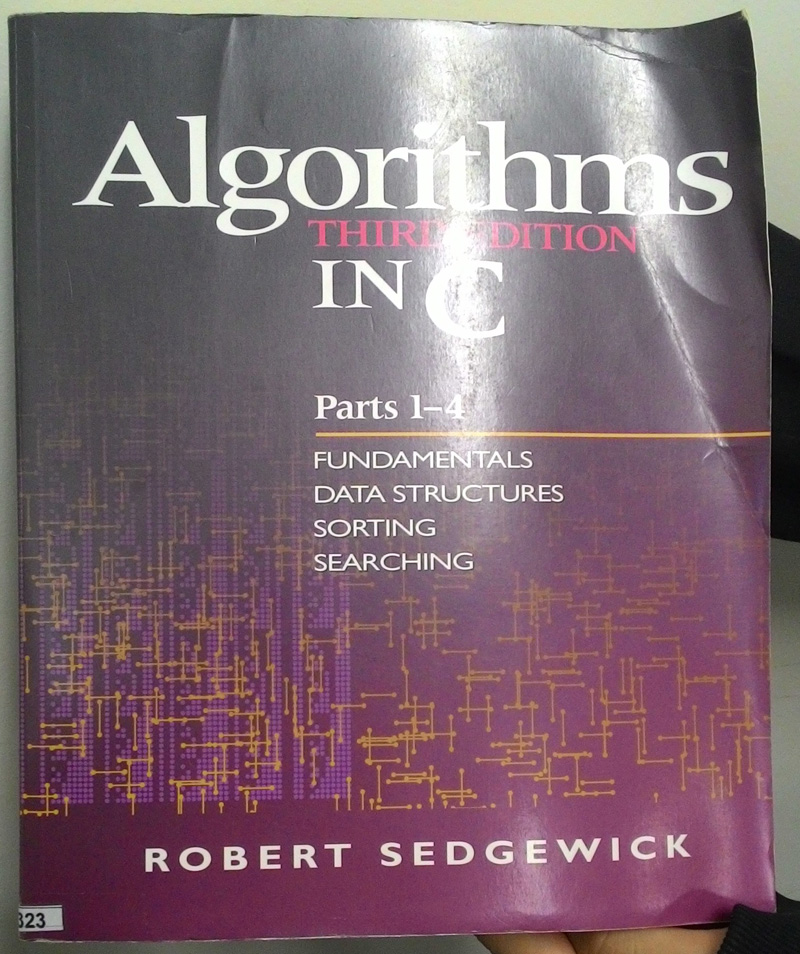 Algorithms
THIRD EDITION
IN C
Parts 1–4
FUNDAMENTALS
DATA STRUCTURES
SORTING
SEARCHING
ROBERT SEDGEWICK
323